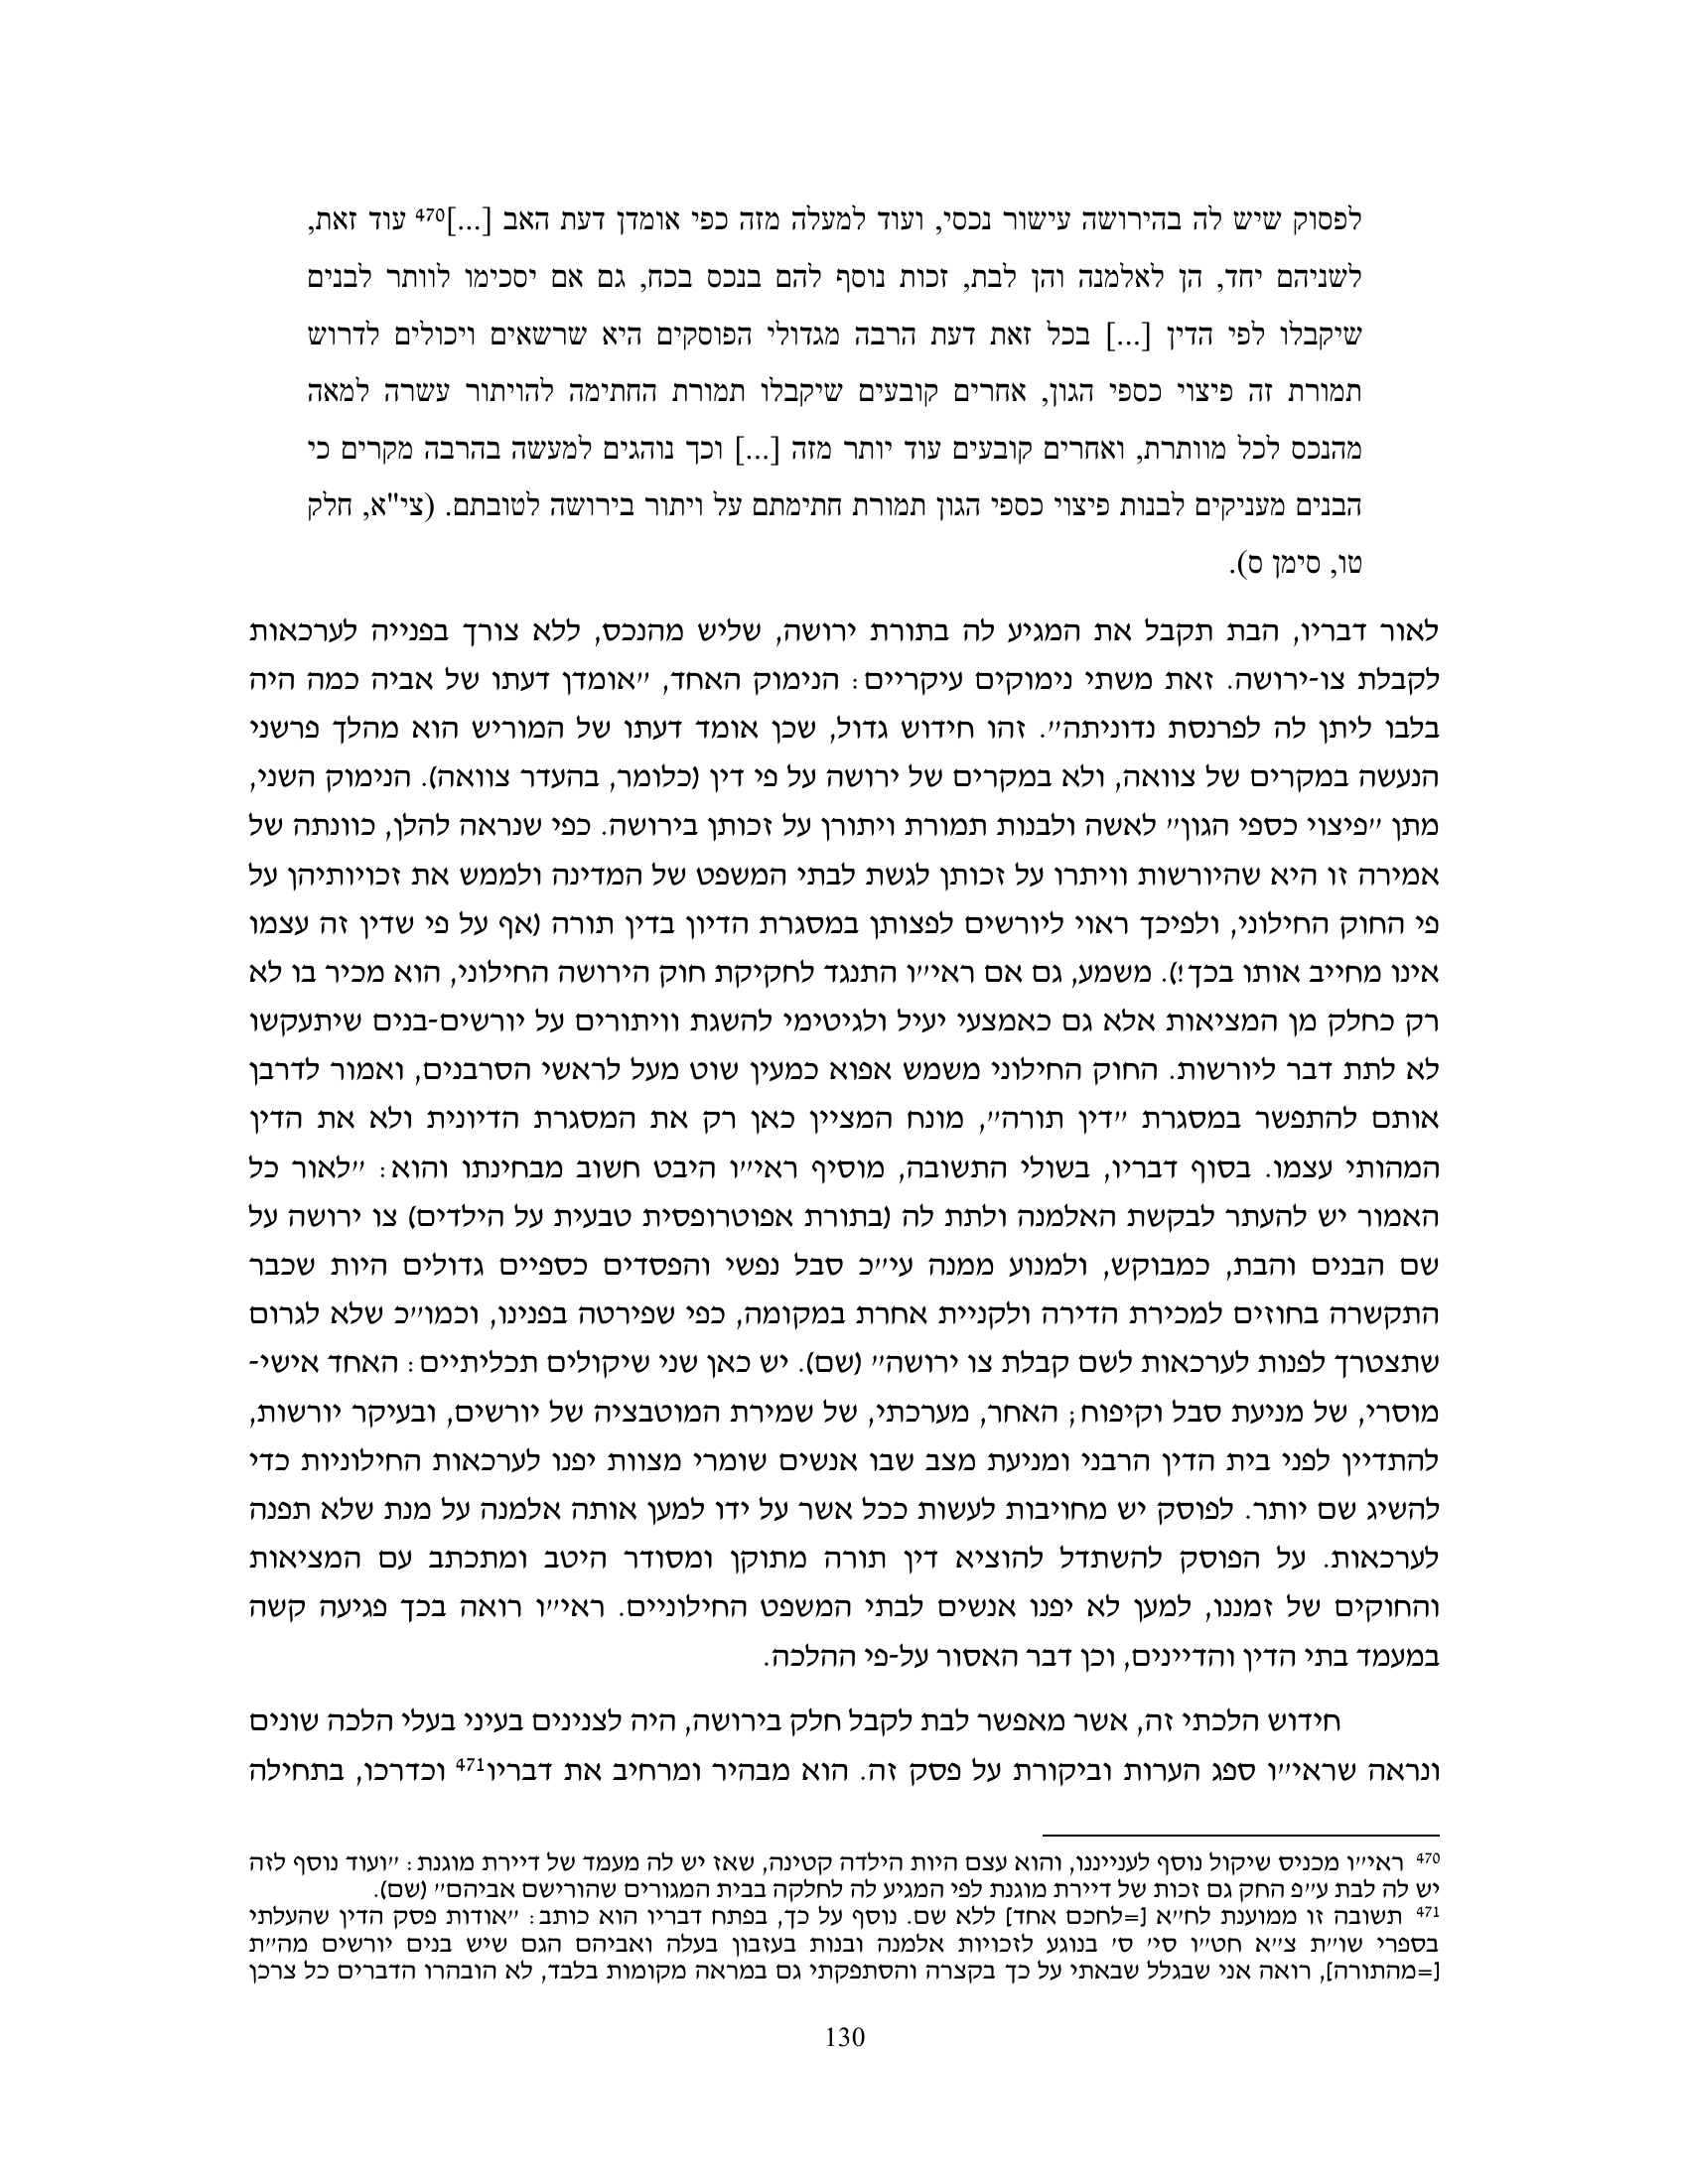 לפסוק שיש לה בהירושה עישור נכסי, ועוד למעלה מזה כפי אומדן דעת האב [...]470 עוד זאת,
לשניהם יחד, הן לאלמנה והן לבת, זכות נוסף להם בנכס בכח, גם אם יסכימו לוותר לבנים
שיקבלו לפי הדין [...] בכל זאת דעת הרבה מגדולי הפוסקים היא שרשאים ויכולים לדרוש
תמורת זה פיצוי כספי הגון, אחרים קובעים שיקבלו תמורת החתימה להויתור עשרה למאה
מהנכס לכל מוותרת, ואחרים קובעים עוד יותר מזה [...] וכך נוהגים למעשה בהרבה מקרים כי
הבנים מעניקים לבנות פיצוי כספי הגון תמורת חתימתם על ויתור בירושה לטובתם. (צי"א, חלק
טו, סימן ס).
לאור דבריו, הבת תקבל את המגיע לה בתורת ירושה, שליש מהנכס, ללא צורך בפנייה לערכאות
לקבלת צו-ירושה. זאת משתי נימוקים עיקריים: הנימוק האחד, "אומדן דעתו של אביה כמה היה
בלבו ליתן לה לפרנסת נדוניתה". זהו חידוש גדול, שכן אומד דעתו של המוריש הוא מהלך פרשני
הנעשה במקרים של צוואה, ולא במקרים של ירושה על פי דין (כלומר, בהעדר צוואה). הנימוק השני,
מתן "פיצוי כספי הגון" לאשה ולבנות תמורת ויתורן על זכותן בירושה. כפי שנראה להלן, כוונתה של
אמירה זו היא שהיורשות וויתרו על זכותן לגשת לבתי המשפט של המדינה ולממש את זכויותיהן על
פי החוק החילוני, ולפיכך ראוי ליורשים לפצותן במסגרת הדיון בדין תורה (אף על פי שדין זה עצמו
אינו מחייב אותו בכך!). משמע, גם אם ראי"ו התנגד לחקיקת חוק הירושה החילוני, הוא מכיר בו לא
רק כחלק מן המציאות אלא גם כאמצעי יעיל ולגיטימי להשגת וויתורים על יורשים-בנים שיתעקשו
לא לתת דבר ליורשות. החוק החילוני משמש אפוא כמעין שוט מעל לראשי הסרבנים, ואמור לדרבן
אותם להתפשר במסגרת "דין תורה", מונח המציין כאן רק את המסגרת הדיונית ולא את הדין
המהותי עצמו. בסוף דבריו, בשולי התשובה, מוסיף ראי"ו היבט חשוב מבחינתו והוא: "לאור כל
האמור יש להעתר לבקשת האלמנה ולתת לה (בתורת אפוטרופסית טבעית על הילדים) צו ירושה על
שם הבנים והבת, כמבוקש, ולמנוע ממנה עי"כ סבל נפשי והפסדים כספיים גדולים היות שכבר
התקשרה בחוזים למכירת הדירה ולקניית אחרת במקומה, כפי שפירטה בפנינו, וכמו"כ שלא לגרום
שתצטרך לפנות לערכאות לשם קבלת צו ירושה" (שם). יש כאן שני שיקולים תכליתיים: האחד אישי-
מוסרי, של מניעת סבל וקיפוח; האחר, מערכתי, של שמירת המוטבציה של יורשים, ובעיקר יורשות,
להתדיין לפני בית הדין הרבני ומניעת מצב שבו אנשים שומרי מצוות יפנו לערכאות החילוניות כדי
להשיג שם יותר. לפוסק יש מחויבות לעשות ככל אשר על ידו למען אותה אלמנה על מנת שלא תפנה
לערכאות. על הפוסק להשתדל להוציא דין תורה מתוקן ומסודר היטב ומתכתב עם המציאות
והחוקים של זמננו, למען לא יפנו אנשים לבתי המשפט החילוניים. ראי"ו רואה בכך פגיעה קשה
במעמד בתי הדין והדיינים, וכן דבר האסור על-פי ההלכה.
חידוש הלכתי זה, אשר מאפשר לבת לקבל חלק בירושה, היה לצנינים בעיני בעלי הלכה שונים
ונראה שראי"ו ספג הערות וביקורת על פסק זה. הוא מבהיר ומרחיב את דבריו471 וכדרכו, בתחילה
470 ראי"ו מכניס שיקול נוסף לענייננו, והוא עצם היות הילדה קטינה, שאז יש לה מעמד של דיירת מוגנת: "ועוד נוסף לזה
יש לה לבת ע"פ החק גם זכות של דיירת מוגנת לפי המגיע לה לחלקה בבית המגורים שהורישם אביהם" (שם).
471 תשובה זו ממוענת לח"א [=לחכם אחד] ללא שם. נוסף על כך, בפתח דבריו הוא כותב: "אודות פסק הדין שהעלתי
בספרי שו"ת צ"א חט"ו סי' ס' בנוגע לזכויות אלמנה ובנות בעזבון בעלה ואביהם הגם שיש בנים יורשים מה"ת
[=מהתורה], רואה אני שבגלל שבאתי על כך בקצרה והסתפקתי גם במראה מקומות בלבד, לא הובהרו הדברים כל צרכן
130